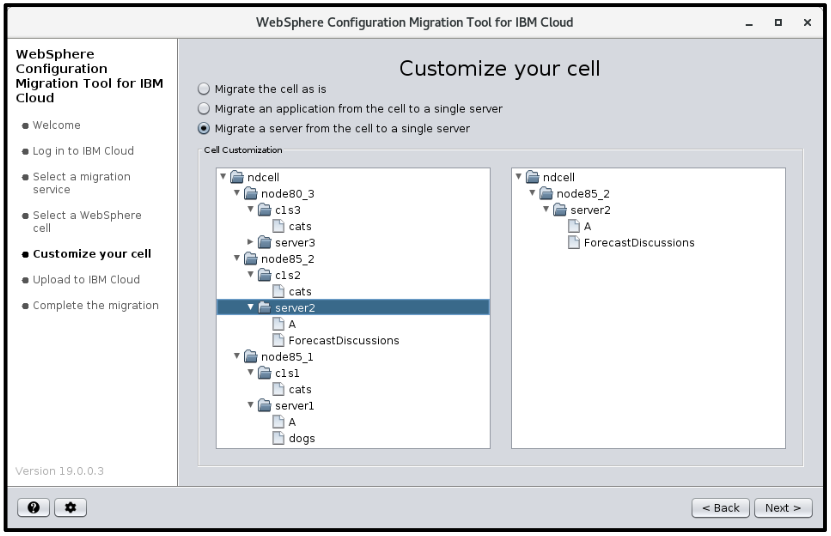 WebSphere Configuration Migration Tool for IBM Cloud
WebSphere
Configuration
Migration Tool for IBM
Cloud
Welcome
Log in to IBM Cloud
Select a migration
service
Select a WebSphere
cell
Customize your cell
Upload to IBM Cloud
Complete the migration
Version 19.0.0.3
Customize your cell
Migrate the cell as is
Migrate an application from the cell to a single server
Migrate a server from the cell to a single server
Cell Customization
ndcell
node80_3
c1s3
cats
server3
node85_2
c1s2
cats
server2
A
ForecastDiscussions
node85_1
c1s1
cats
server1
A
dogs
ndcell
node85_2
server2
A
ForecastDiscussions
?
< Back
Next >